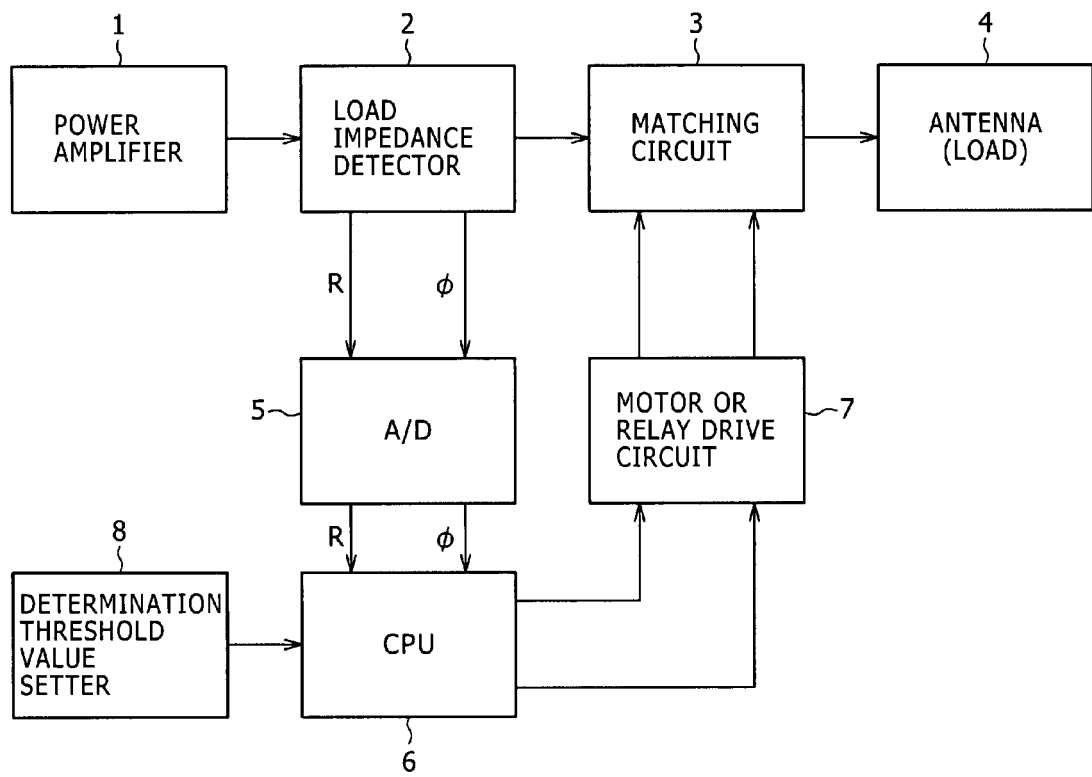 1
2
3
4
POWER
AMPLIFIER
LOAD
IMPEDANCE
DETECTOR
MATCHING
CIRCUIT
ANTENNA
(LOAD)
R
ϕ
5
A/D
MOTOR OR
RELAY DRIVE
CIRCUIT
7
R
ϕ
8
DETERMINATION
THRESHOLD
VALUE
SETTER
CPU
6